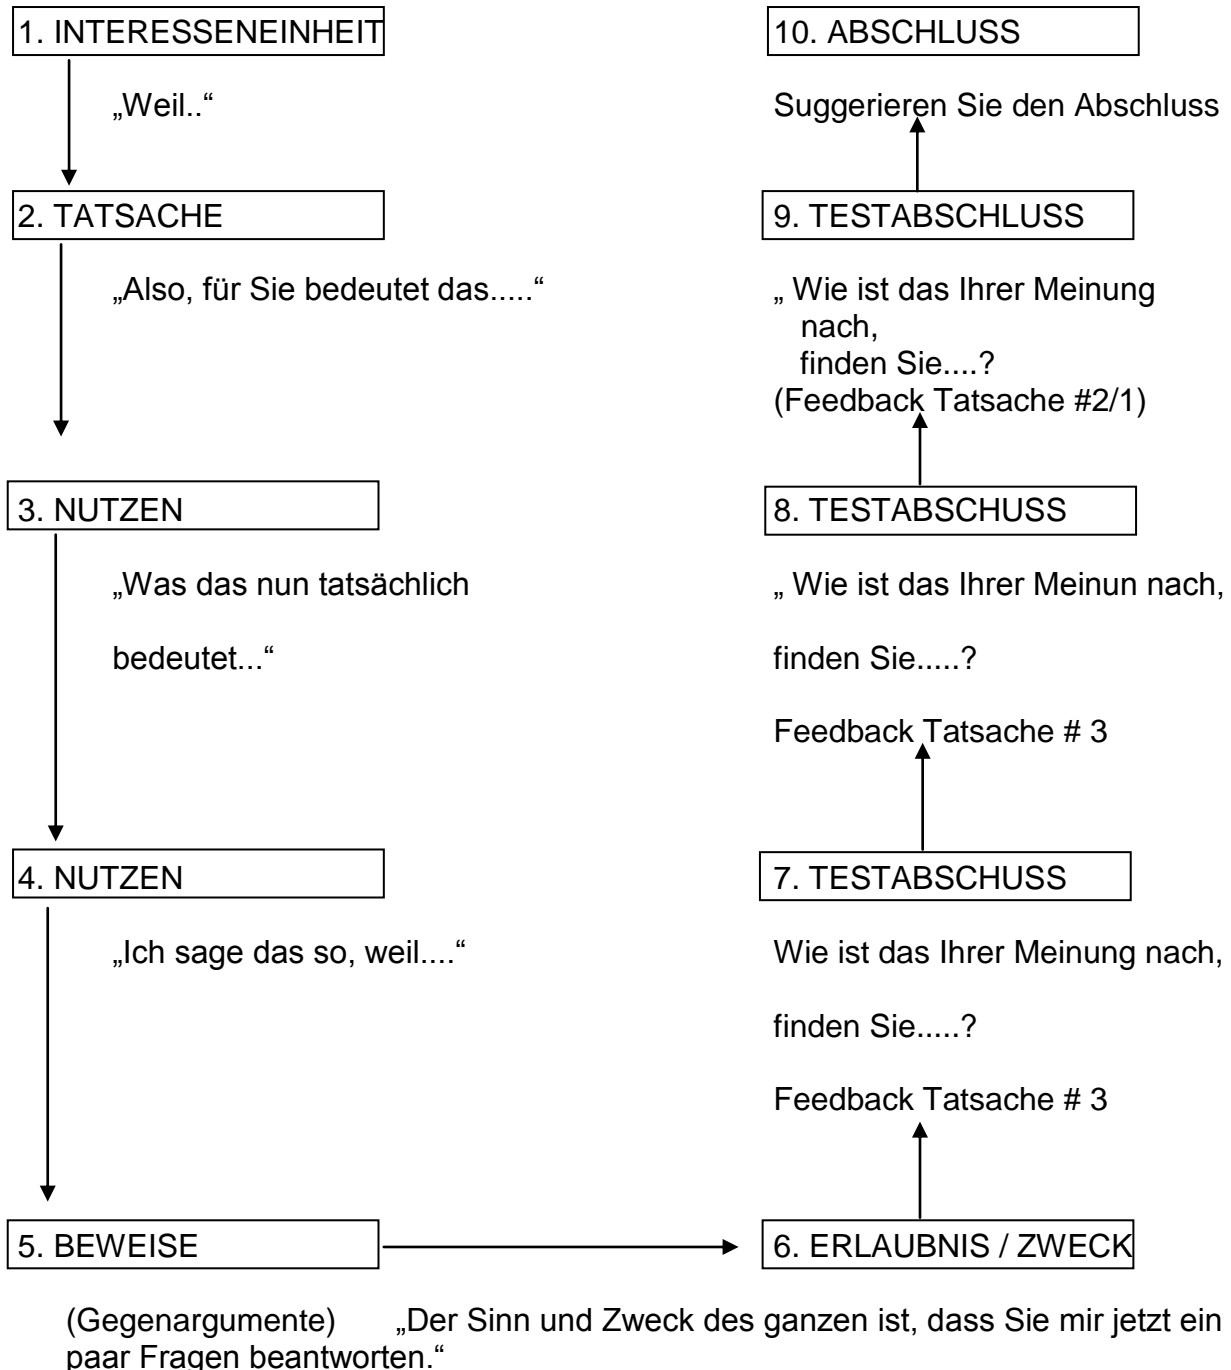 1. INTERESSENEINHEIT
„Weil..“
2. TATSACHE
„Also, für Sie bedeutet das.....“
3. NUTZEN
„Was das nun tatsächlich
bedeutet...“
4. NUTZEN
„Ich sage das so, weil....“
5. BEWEISE
(Gegenargumente) „Der Sinn und Zweck des ganzen ist, dass Sie mir jetzt ein
paar Fragen beantworten.“
6. ERLAUBNIS / ZWECK
7. TESTABSCHUSS
Wie ist das Ihrer Meinung nach,
finden Sie.....?
Feedback Tatsache # 3
8. TESTABSCHUSS
„ Wie ist das Ihrer Meinun nach,
finden Sie.....?
Feedback Tatsache # 3
9. TESTABSCHLUSS
„ Wie ist das Ihrer Meinung
nach,
finden Sie....?
(Feedback Tatsache #2/1)
10. ABSCHLUSS
Suggerieren Sie den Abschluss